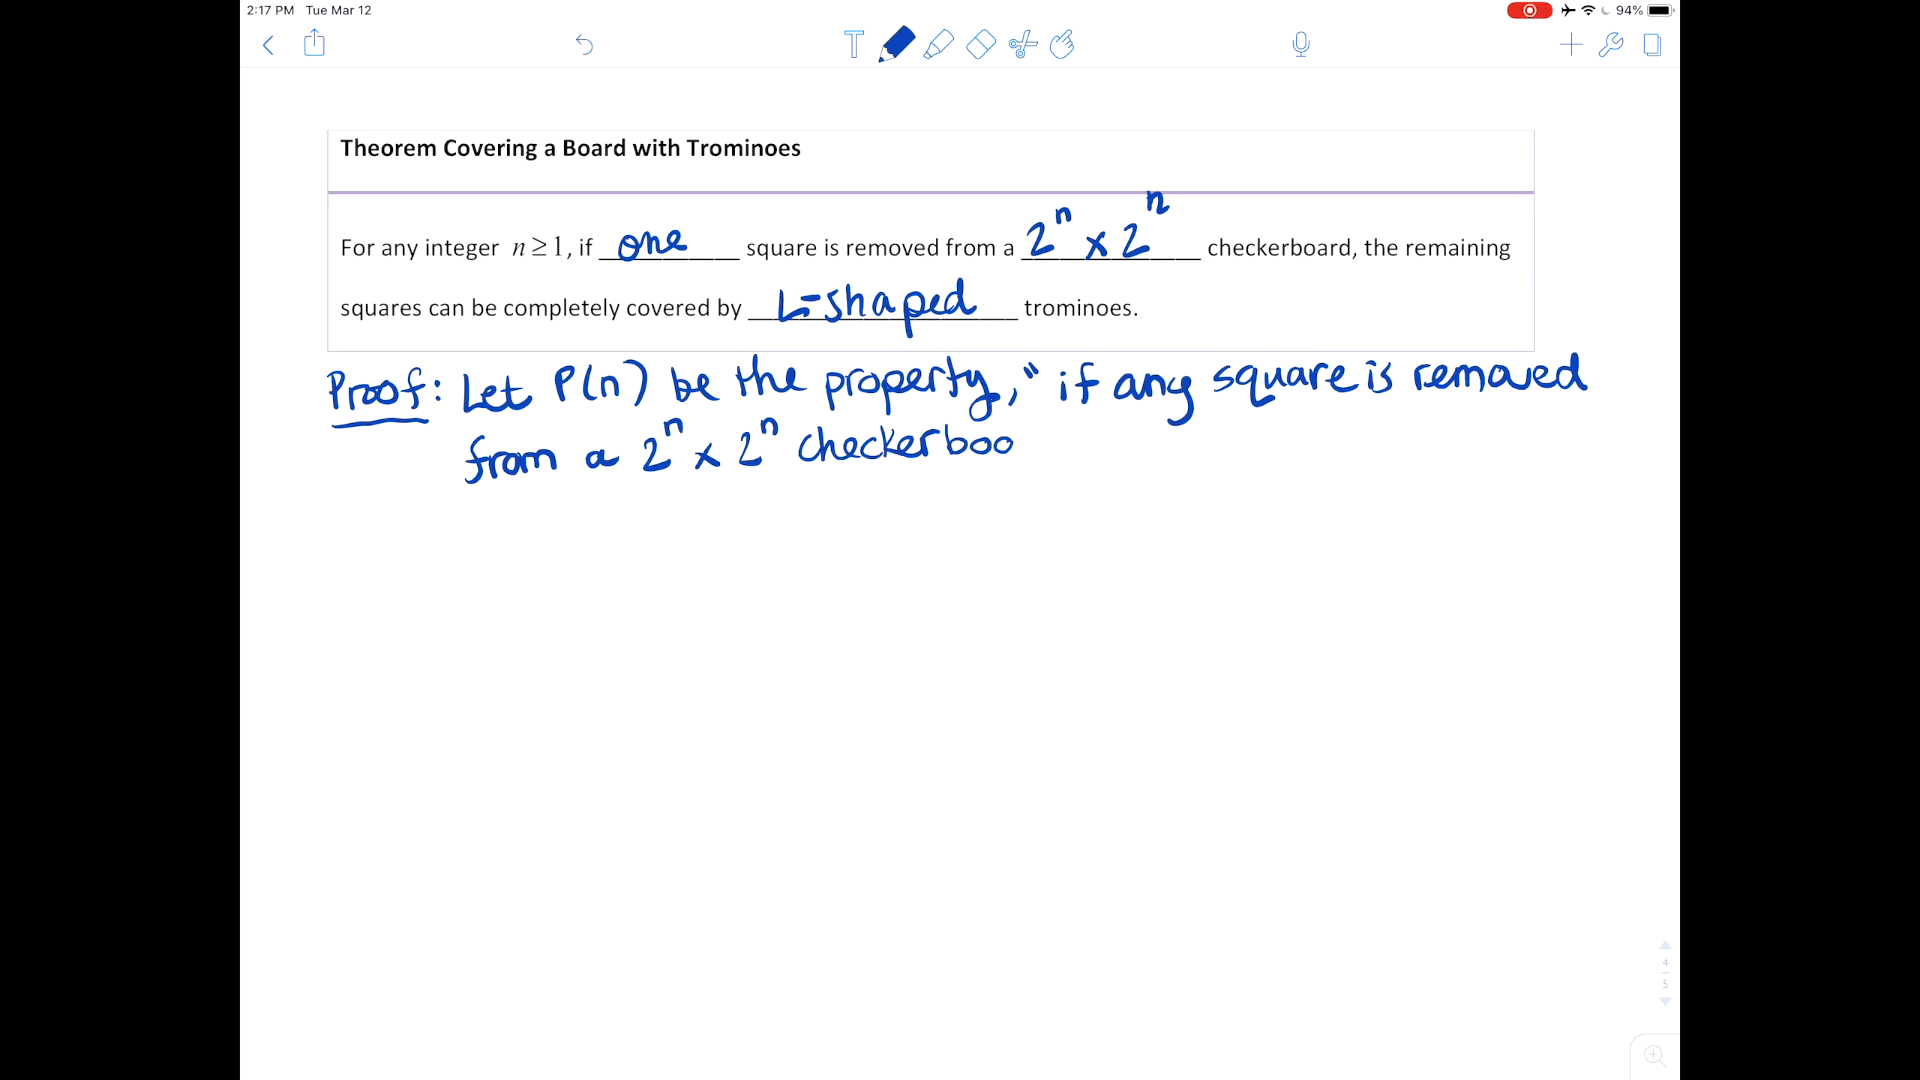 2:17 PM Tue Mar 12 94%
T
Theorem Covering a Board with Trominoes
For any integer n ≥ 1, if one square is removed from a 2^n x 2^n checkerboard, the remaining
squares can be completely covered by L-shaped trominoes.
Proof: Let P(n) be the property, " if any square is removed
from a 2^n x 2^n checkerboo
4
5